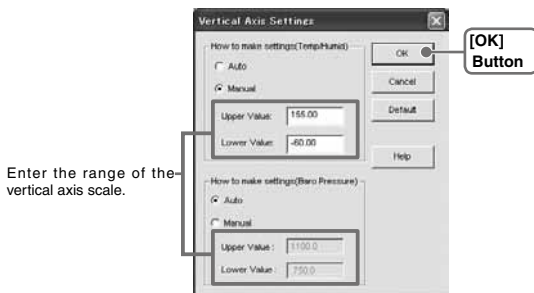 Vertical Axis Settings
How to make settings(Temp/Humid)
Auto
Manual
Upper Value: 155.00
Lower Value: -60.00
OK
Cancel
Default
Help
[OK]
Button
Enter the range of the
vertical axis scale.
How to make settings(Baro Pressure)
Auto
Manual
Upper Value : 1100.0
Lower Value : 750.0